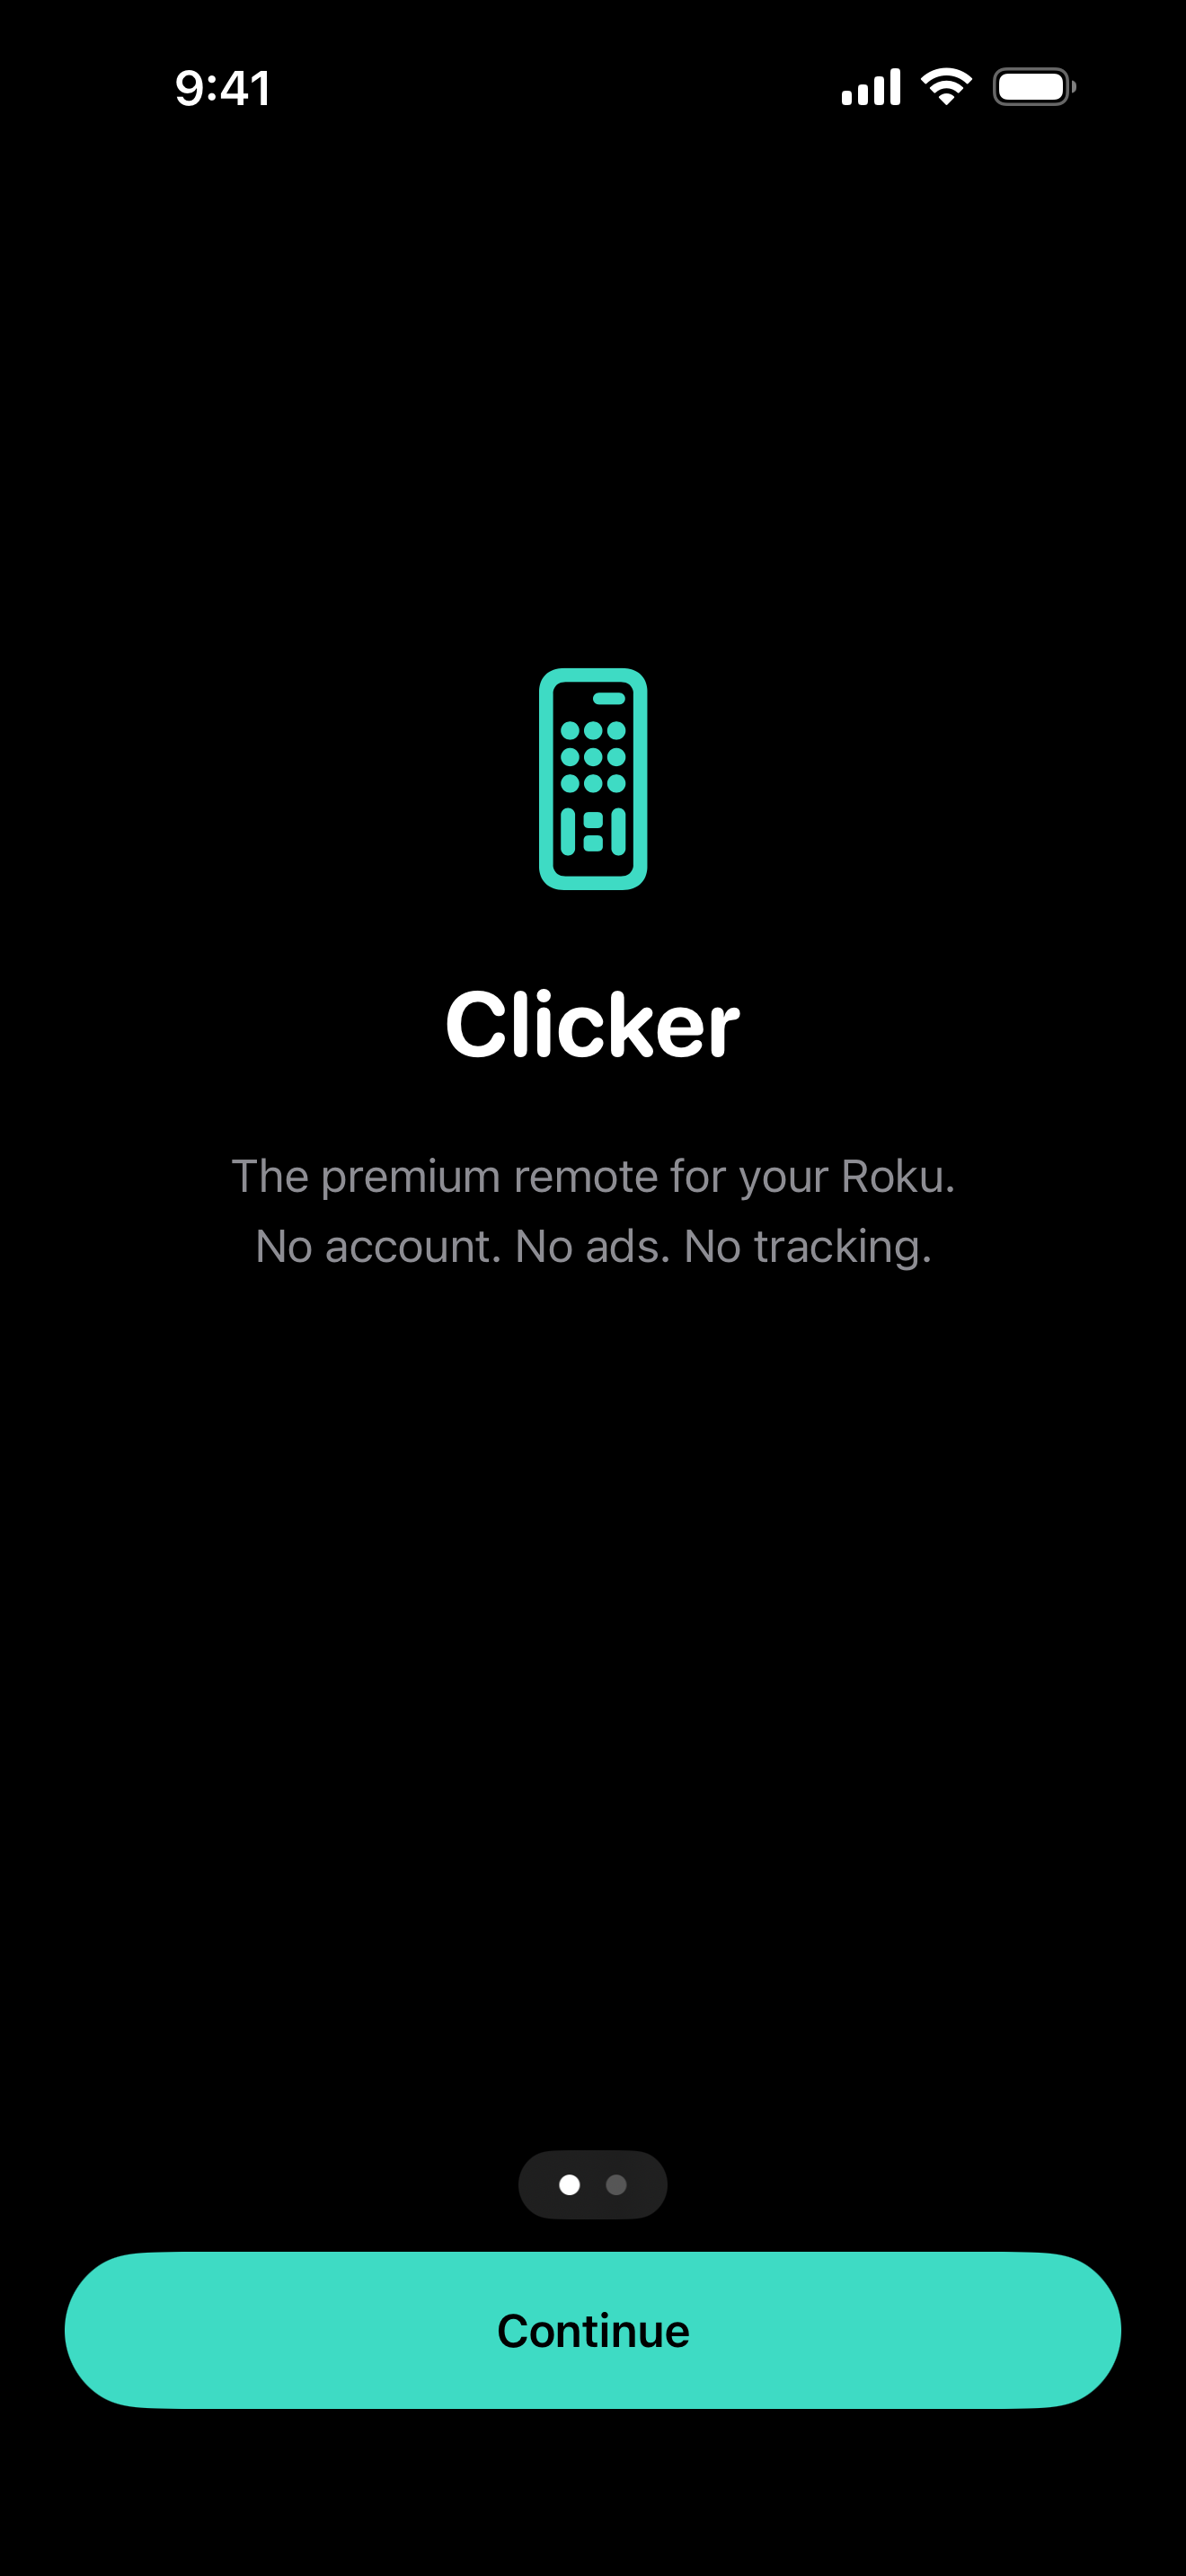 9:41
Clicker
The premium remote for your Roku.
No account. No ads. No tracking.
Continue